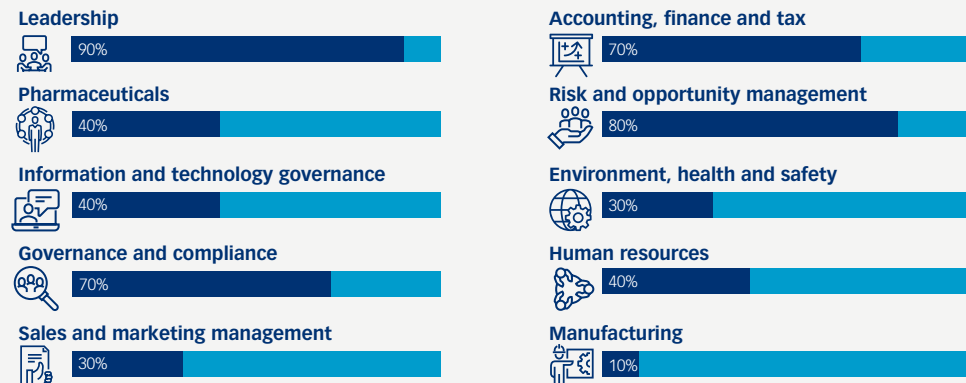 Leadership
90%
Pharmaceuticals
40%
Information and technology governance
40%
Governance and compliance
70%
Sales and marketing management
30%
Accounting, finance and tax
70%
Risk and opportunity management
80%
Environment, health and safety
30%
Human resources
40%
Manufacturing
10%